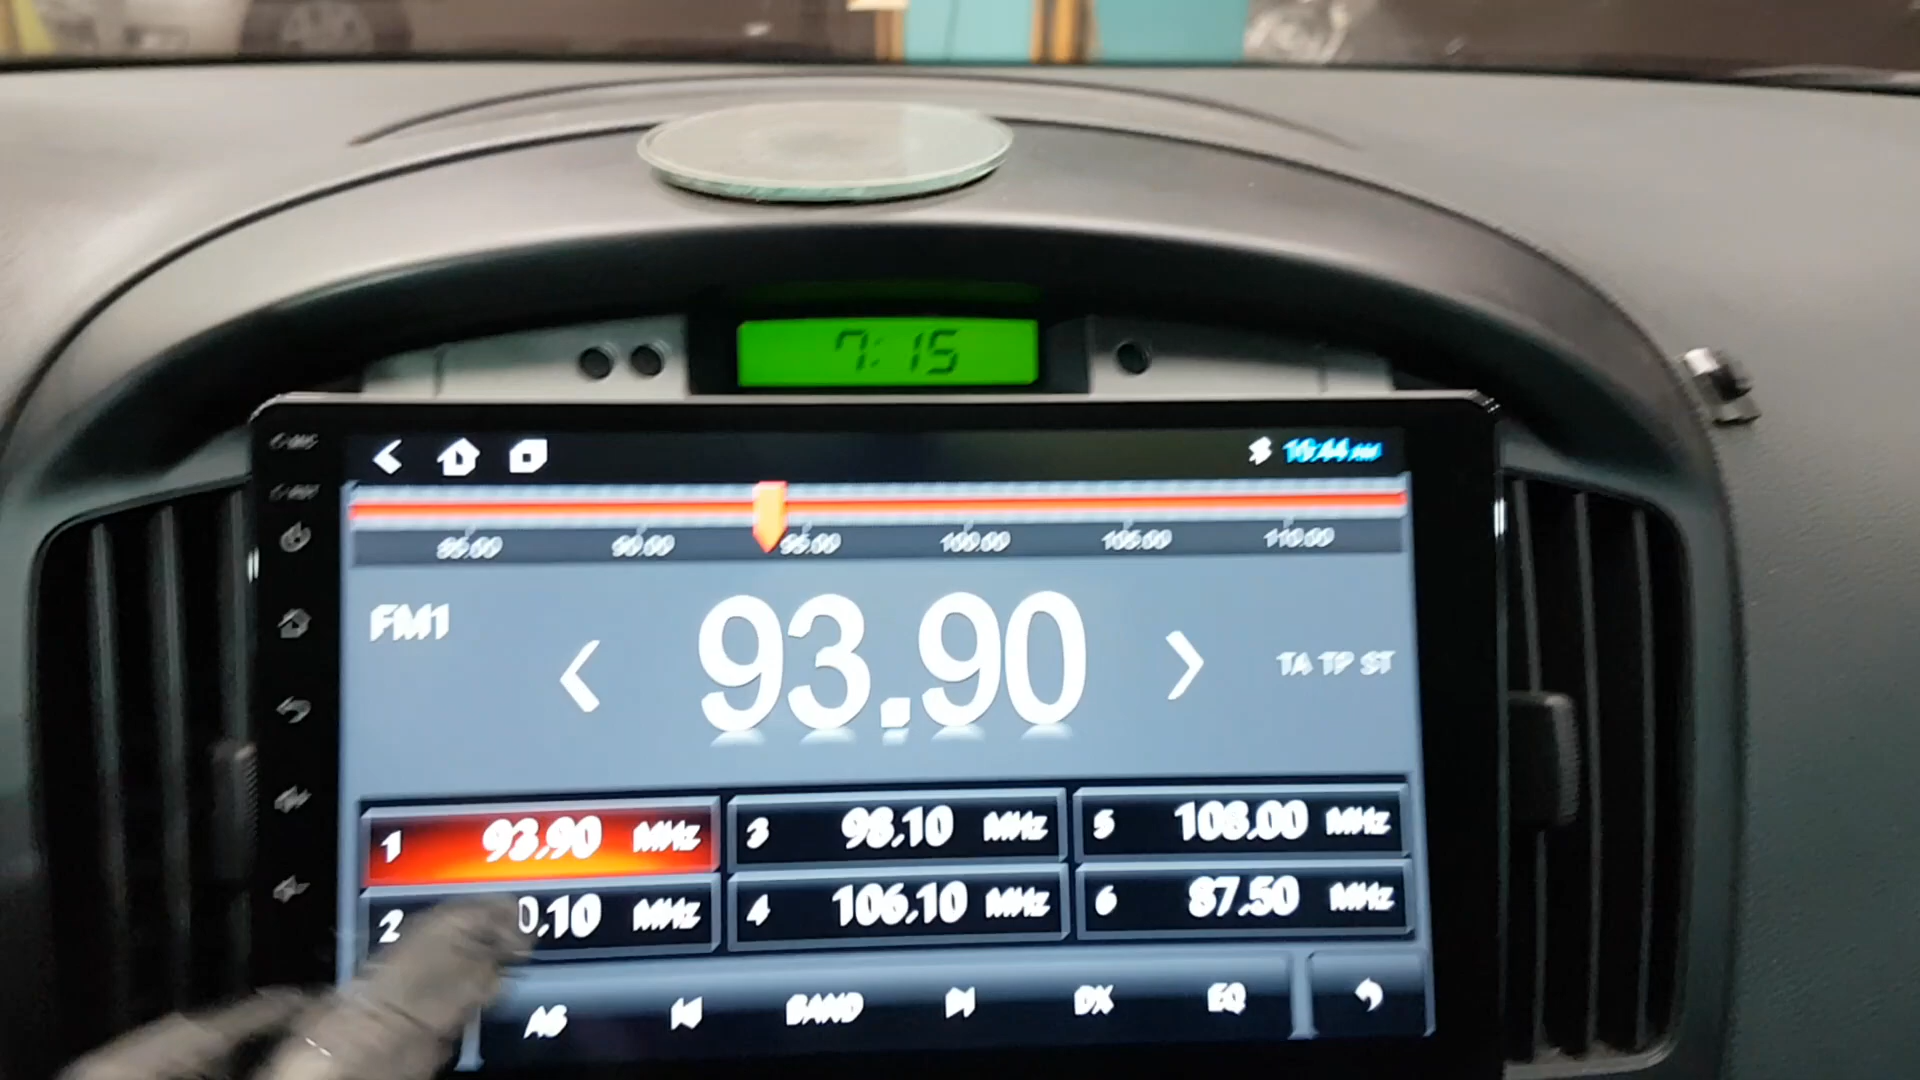 7:15
10:44 AM
85.00 90.00 95.00 100.00 105.00 110.00
FM1
93.90
TA TP ST
1 93.90 MHz
3 98.10 MHz
5 108.00 MHz
2 0.10 MHz
4 106.10 MHz
6 87.50 MHz
AS BAND DX EQ